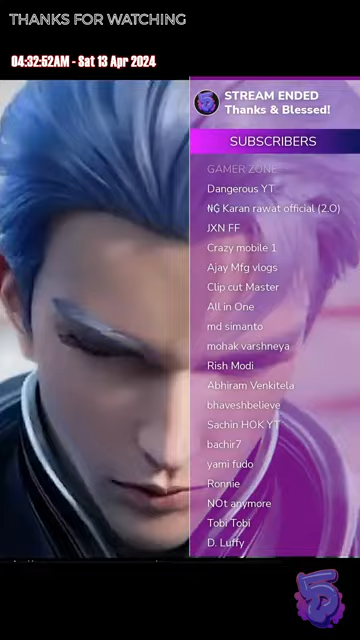 THANKS FOR WATCHING
04:32:52AM - Sat 13 Apr 2024
STREAM ENDED
Thanks & Blessed!
SUBSCRIBERS
GAMER ZONE
Dangerous YT
NG Karan rawat official (2.O)
JXN FF
Crazy mobile 1
Ajay Mfg vlogs
Clip cut Master
All in One
md simanto
mohak varshneya
Rish Modi
Abhiram Venkitela
bhaveshbelieve
Sachin HOK YT
bachir7
yami fudo
Ronnie
NOt anymore
Tobi Tobi
D. Luffy